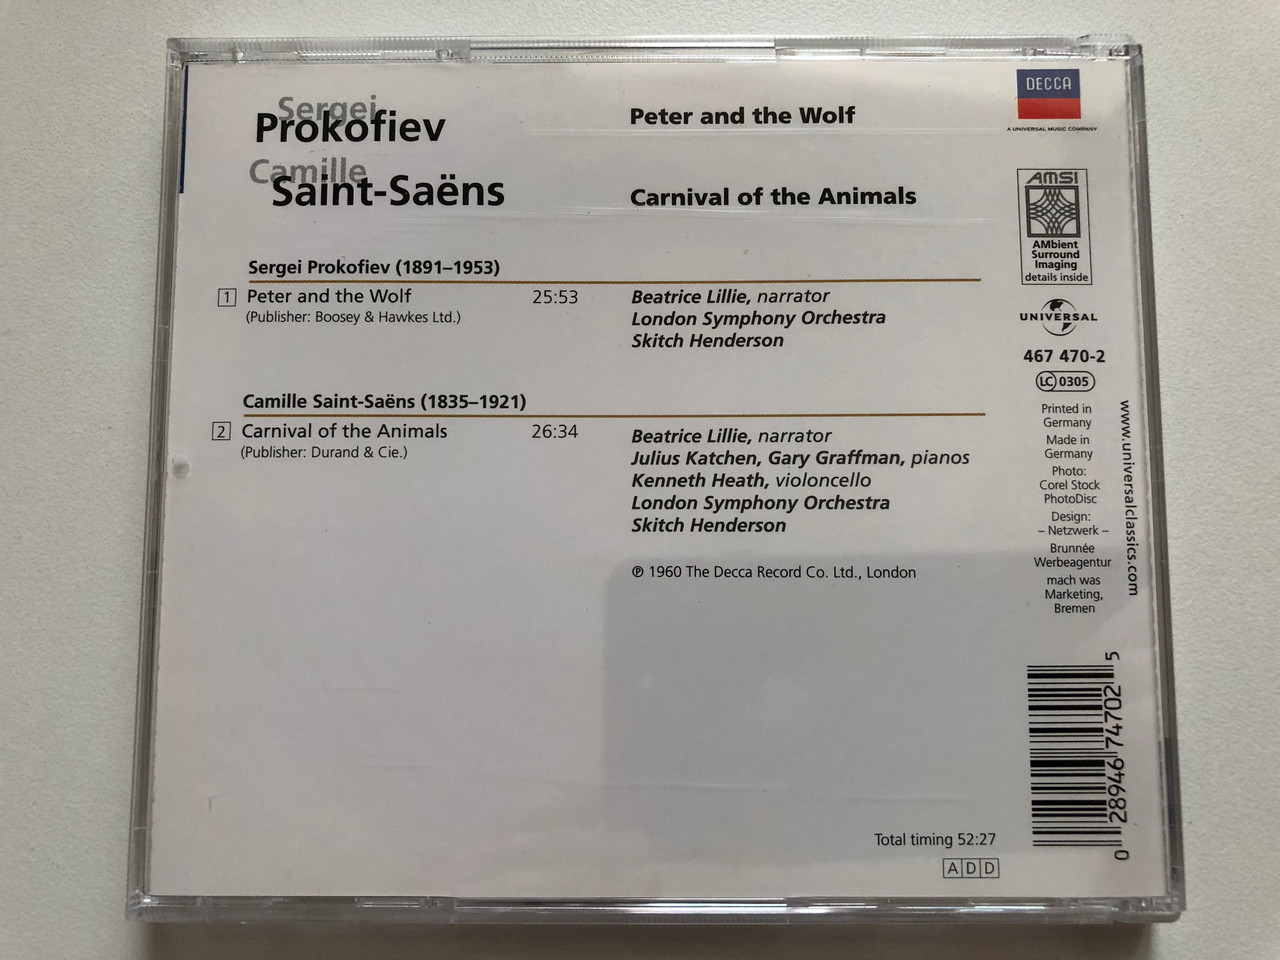 Sergei
Prokofiev
Camille
Saint-Saëns
Peter and the Wolf
Carnival of the Animals
Sergei Prokofiev (1891–1953)
1 Peter and the Wolf 25:53
(Publisher: Boosey & Hawkes Ltd.)
Beatrice Lillie, narrator
London Symphony Orchestra
Skitch Henderson
Camille Saint-Saëns (1835–1921)
2 Carnival of the Animals 26:34
(Publisher: Durand & Cie.)
Beatrice Lillie, narrator
Julius Katchen, Gary Graffman, pianos
Kenneth Heath, violoncello
London Symphony Orchestra
Skitch Henderson
℗ 1960 The Decca Record Co. Ltd., London
Total timing 52:27
ADD
DECCA
A UNIVERSAL MUSIC COMPANY
AMSI
AMbient
Surround
Imaging
details inside
UNIVERSAL
467 470-2
LC 0305
Printed in
Germany
Made in
Germany
Photo:
Corel Stock
PhotoDisc
Design:
– Netzwerk –
Brunnée
Werbeagentur
mach was
Marketing,
Bremen
www.universalclassics.com
0 28946 74702 5